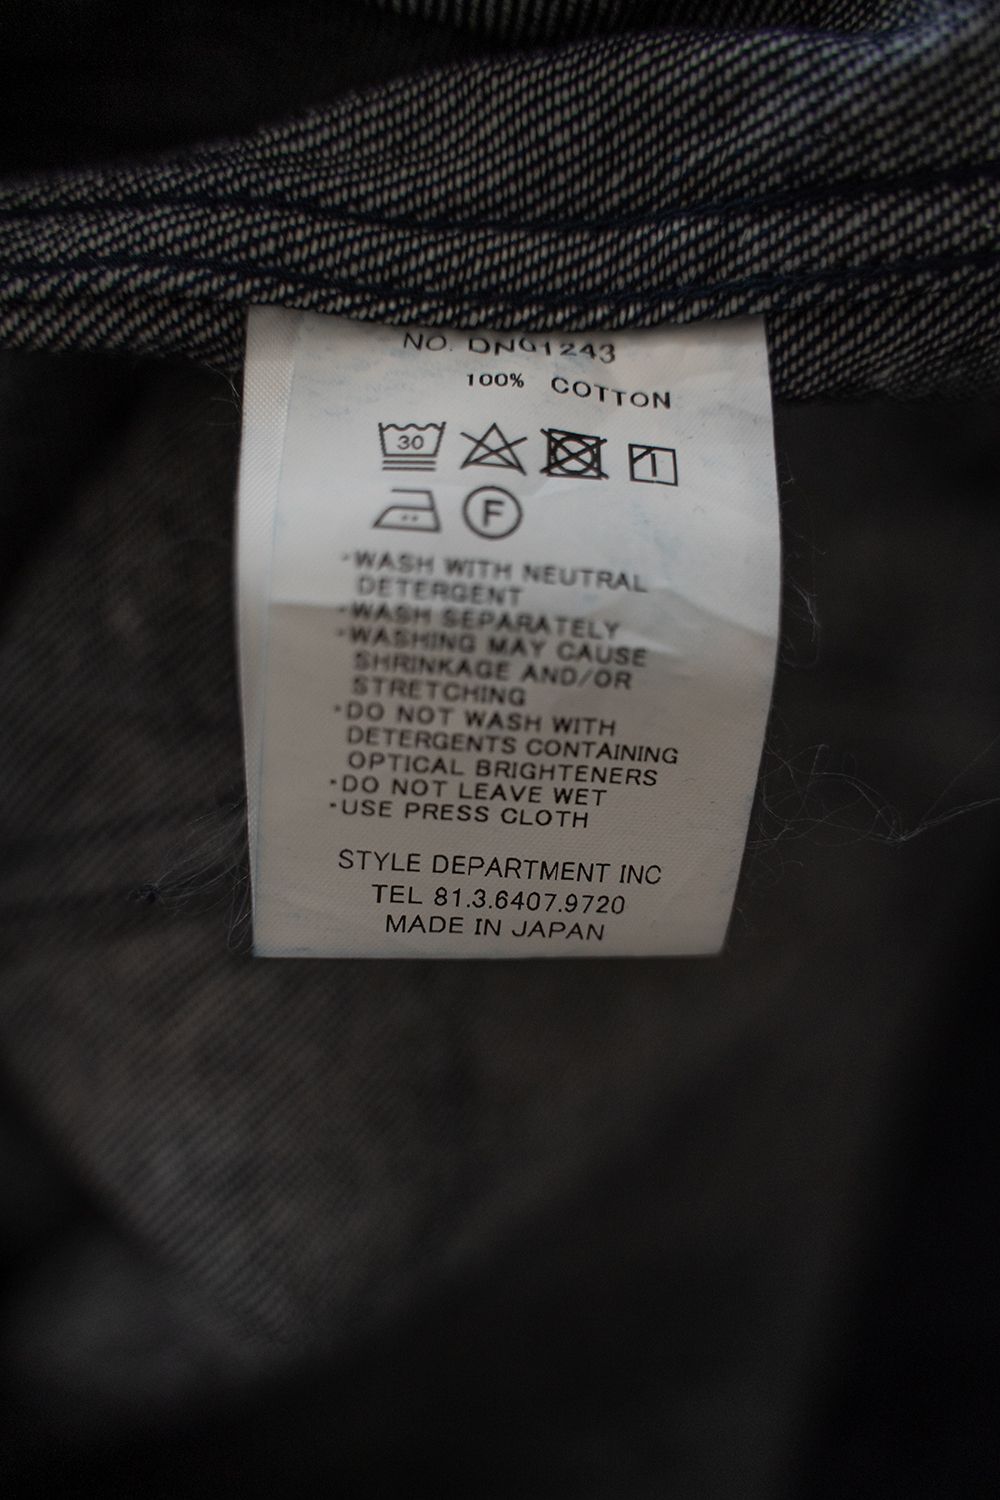 NO. DNG1243
100% COTTON
30
F
·WASH WITH NEUTRAL
DETERGENT
·WASH SEPARATELY
·WASHING MAY CAUSE
SHRINKAGE AND/OR
STRETCHING
·DO NOT WASH WITH
DETERGENTS CONTAINING
OPTICAL BRIGHTENERS
·DO NOT LEAVE WET
·USE PRESS CLOTH
STYLE DEPARTMENT INC
TEL 81.3.6407.9720
MADE IN JAPAN